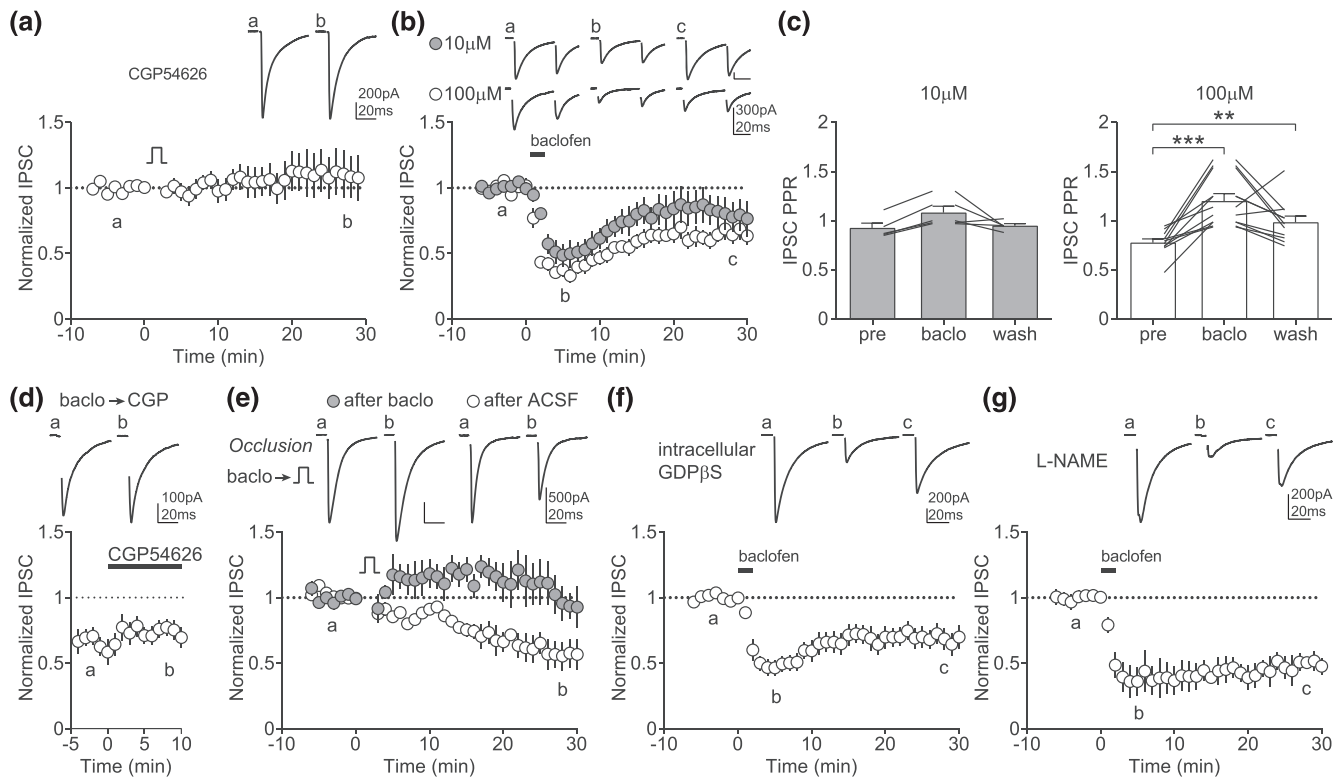 (a)
a
b
CGP54626
200pA
20ms
1.5
1
0.5
0
Normalized IPSC
a
b
-10
0
10
20
30
Time (min)
(b)
a
b
c
10μM
100μM
300pA
20ms
baclofen
1.5
1
0.5
0
Normalized IPSC
a
b
c
-10
0
10
20
30
Time (min)
(c)
10μM
2
1.5
1
0.5
0
IPSC PPR
pre
baclo
wash
100μM
**
***
2
1.5
1
0.5
0
IPSC PPR
pre
baclo
wash
(d)
baclo→CGP
a
b
100pA
20ms
CGP54626
1.5
1
0.5
0
Normalized IPSC
a
b
-5
0
5
10
Time (min)
(e)
after baclo
after ACSF
a
b
a
b
Occlusion
baclo→
500pA
20ms
1.5
1
0.5
0
Normalized IPSC
a
b
-10
0
10
20
30
Time (min)
(f)
a
b
c
intracellular
GDPβS
200pA
20ms
baclofen
1.5
1
0.5
0
Normalized IPSC
a
b
c
-10
0
10
20
30
Time (min)
(g)
a
b
c
L-NAME
200pA
20ms
baclofen
1.5
1
0.5
0
Normalized IPSC
a
b
c
-10
0
10
20
30
Time (min)